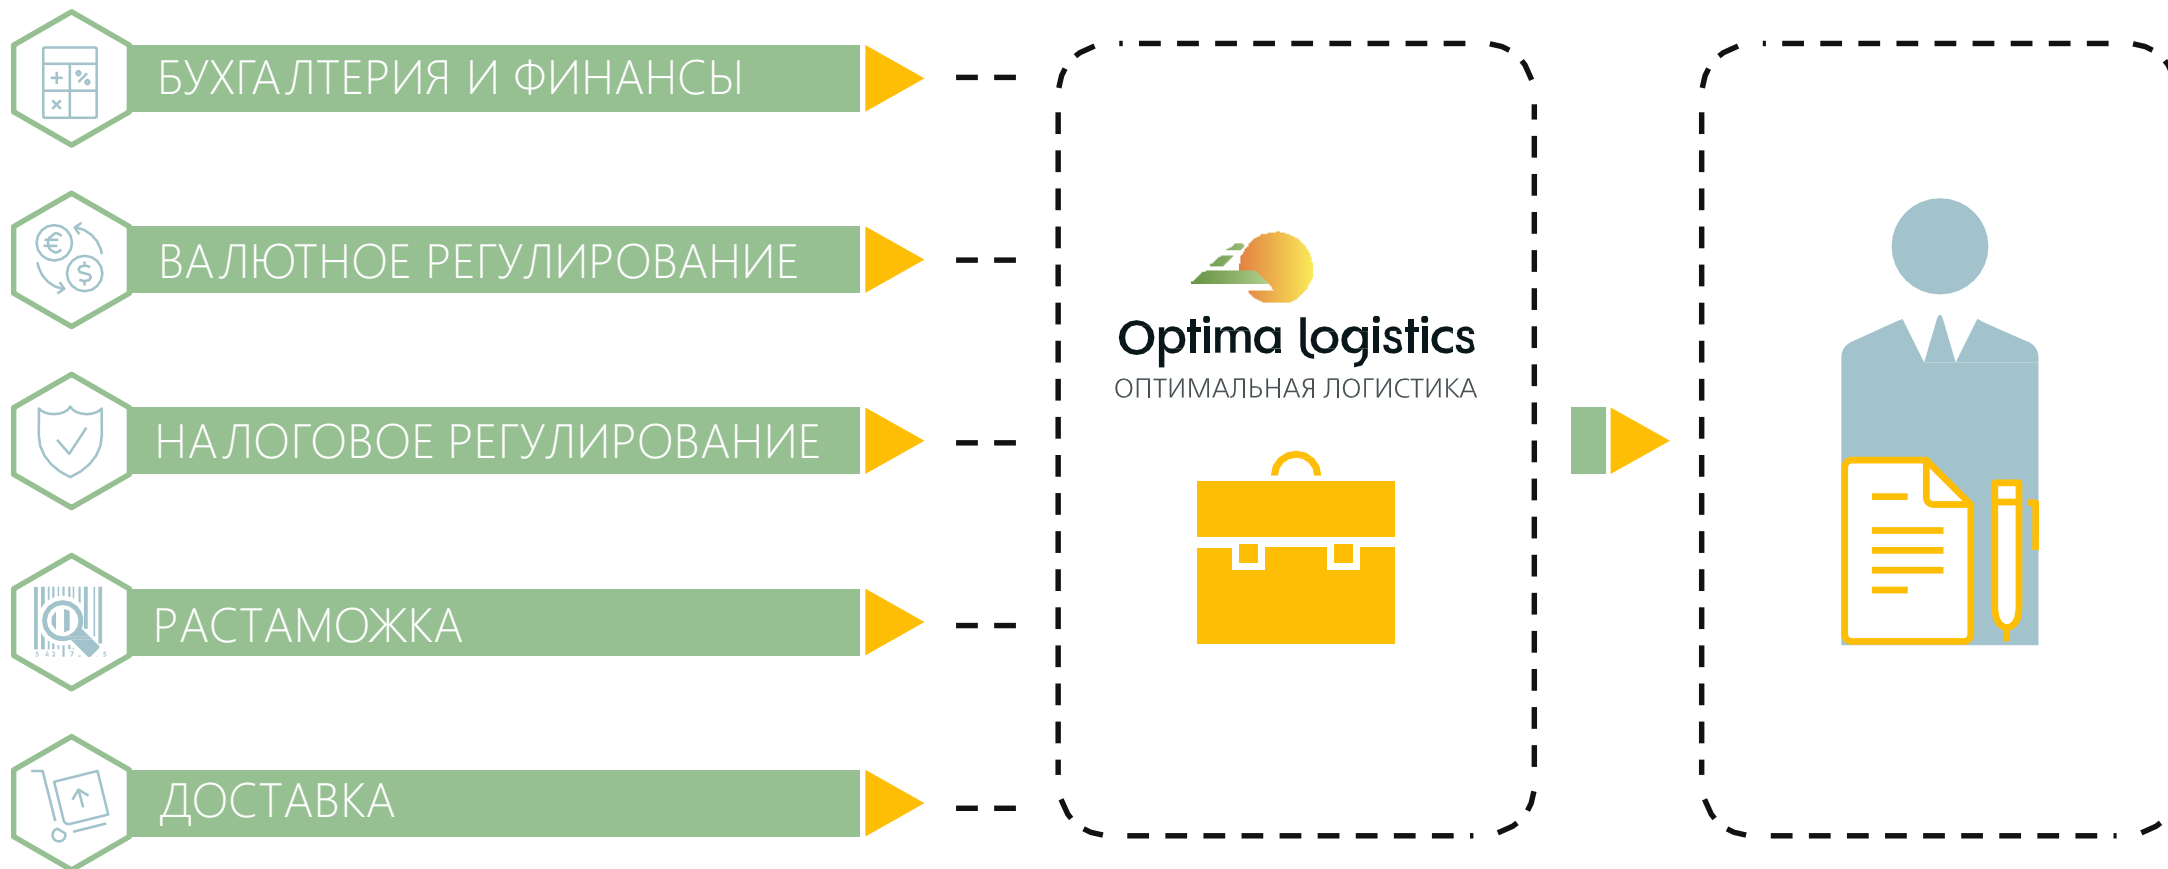 БУХГАЛТЕРИЯ И ФИНАНСЫ
ВАЛЮТНОЕ РЕГУЛИРОВАНИЕ
НАЛОГОВОЕ РЕГУЛИРОВАНИЕ
РАСТАМОЖКА
ДОСТАВКА
Optima logistics
ОПТИМАЛЬНАЯ ЛОГИСТИКА